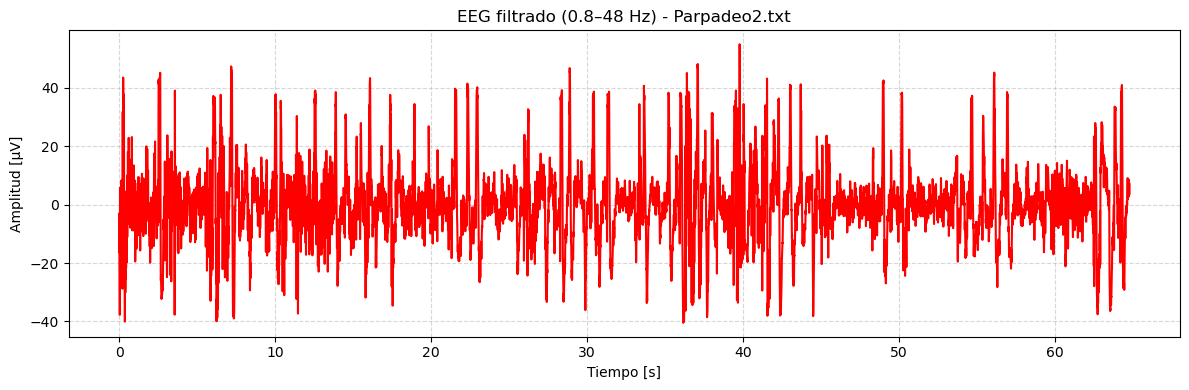 EEG filtrado (0.8–48 Hz) - Parpadeo2.txt
Amplitud [µV]
40
20
0
−20
−40
0 10 20 30 40 50 60
Tiempo [s]